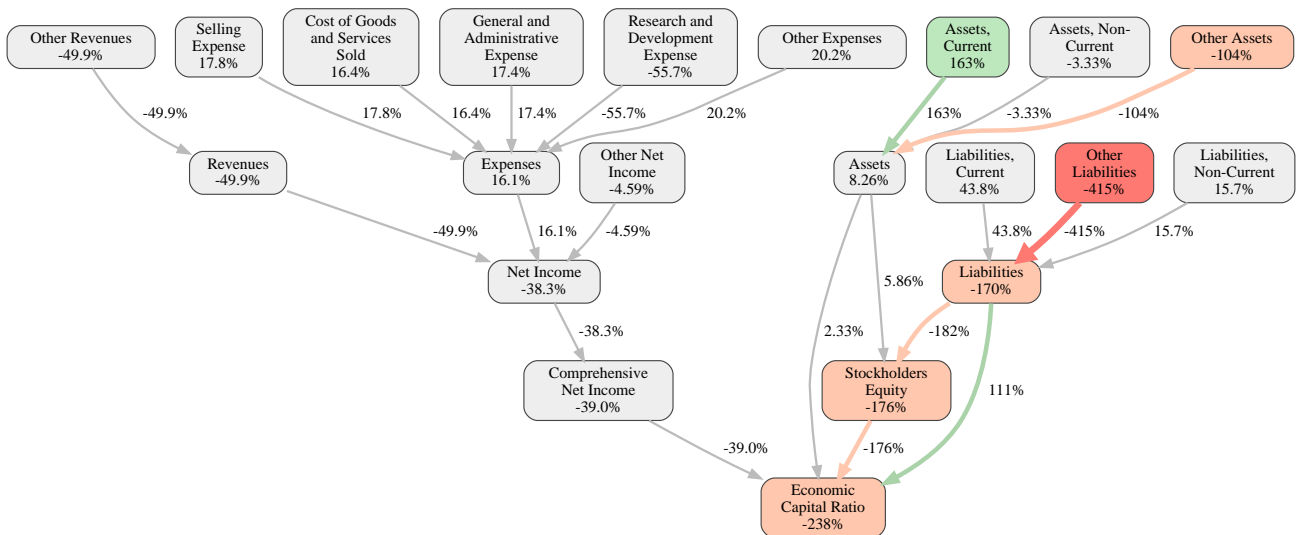 Other Revenues
-49.9%
Selling
Expense
17.8%
Cost of Goods
and Services
Sold
16.4%
General and
Administrative
Expense
17.4%
Research and
Development
Expense
-55.7%
Other Expenses
20.2%
Assets,
Current
163%
Assets, Non-
Current
-3.33%
Other Assets
-104%
-49.9%
17.8%
16.4%
17.4%
-55.7%
20.2%
163%
-3.33%
-104%
Revenues
-49.9%
Expenses
16.1%
Other Net
Income
-4.59%
Assets
8.26%
Liabilities,
Current
43.8%
Other
Liabilities
-415%
Liabilities,
Non-Current
15.7%
-49.9%
16.1%
-4.59%
43.8%
-415%
15.7%
Net Income
-38.3%
Liabilities
-170%
5.86%
-38.3%
2.33%
-182%
Comprehensive
Net Income
-39.0%
Stockholders
Equity
-176%
111%
-39.0%
-176%
Economic
Capital Ratio
-238%